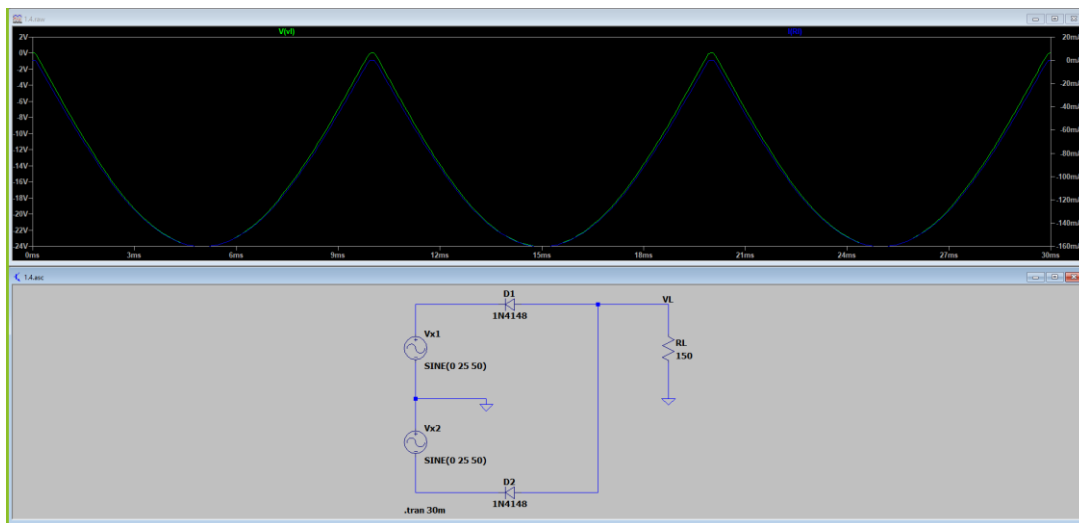 1.4.raw
V(vl)
2V
0V
-2V
-4V
-6V
-8V
-10V
-12V
-14V
-16V
-18V
-20V
-22V
-24V
20mA
0mA
-20mA
-40mA
-60mA
-80mA
-100mA
-120mA
-140mA
-160mA
0ms 3ms 6ms 9ms 12ms 15ms 18ms 21ms 24ms 27ms 30ms
1.4.asc
D1
1N4148
VL
Vx1
SINE(0 25 50)
RL
150
Vx2
SINE(0 25 50)
D2
1N4148
.tran 30m